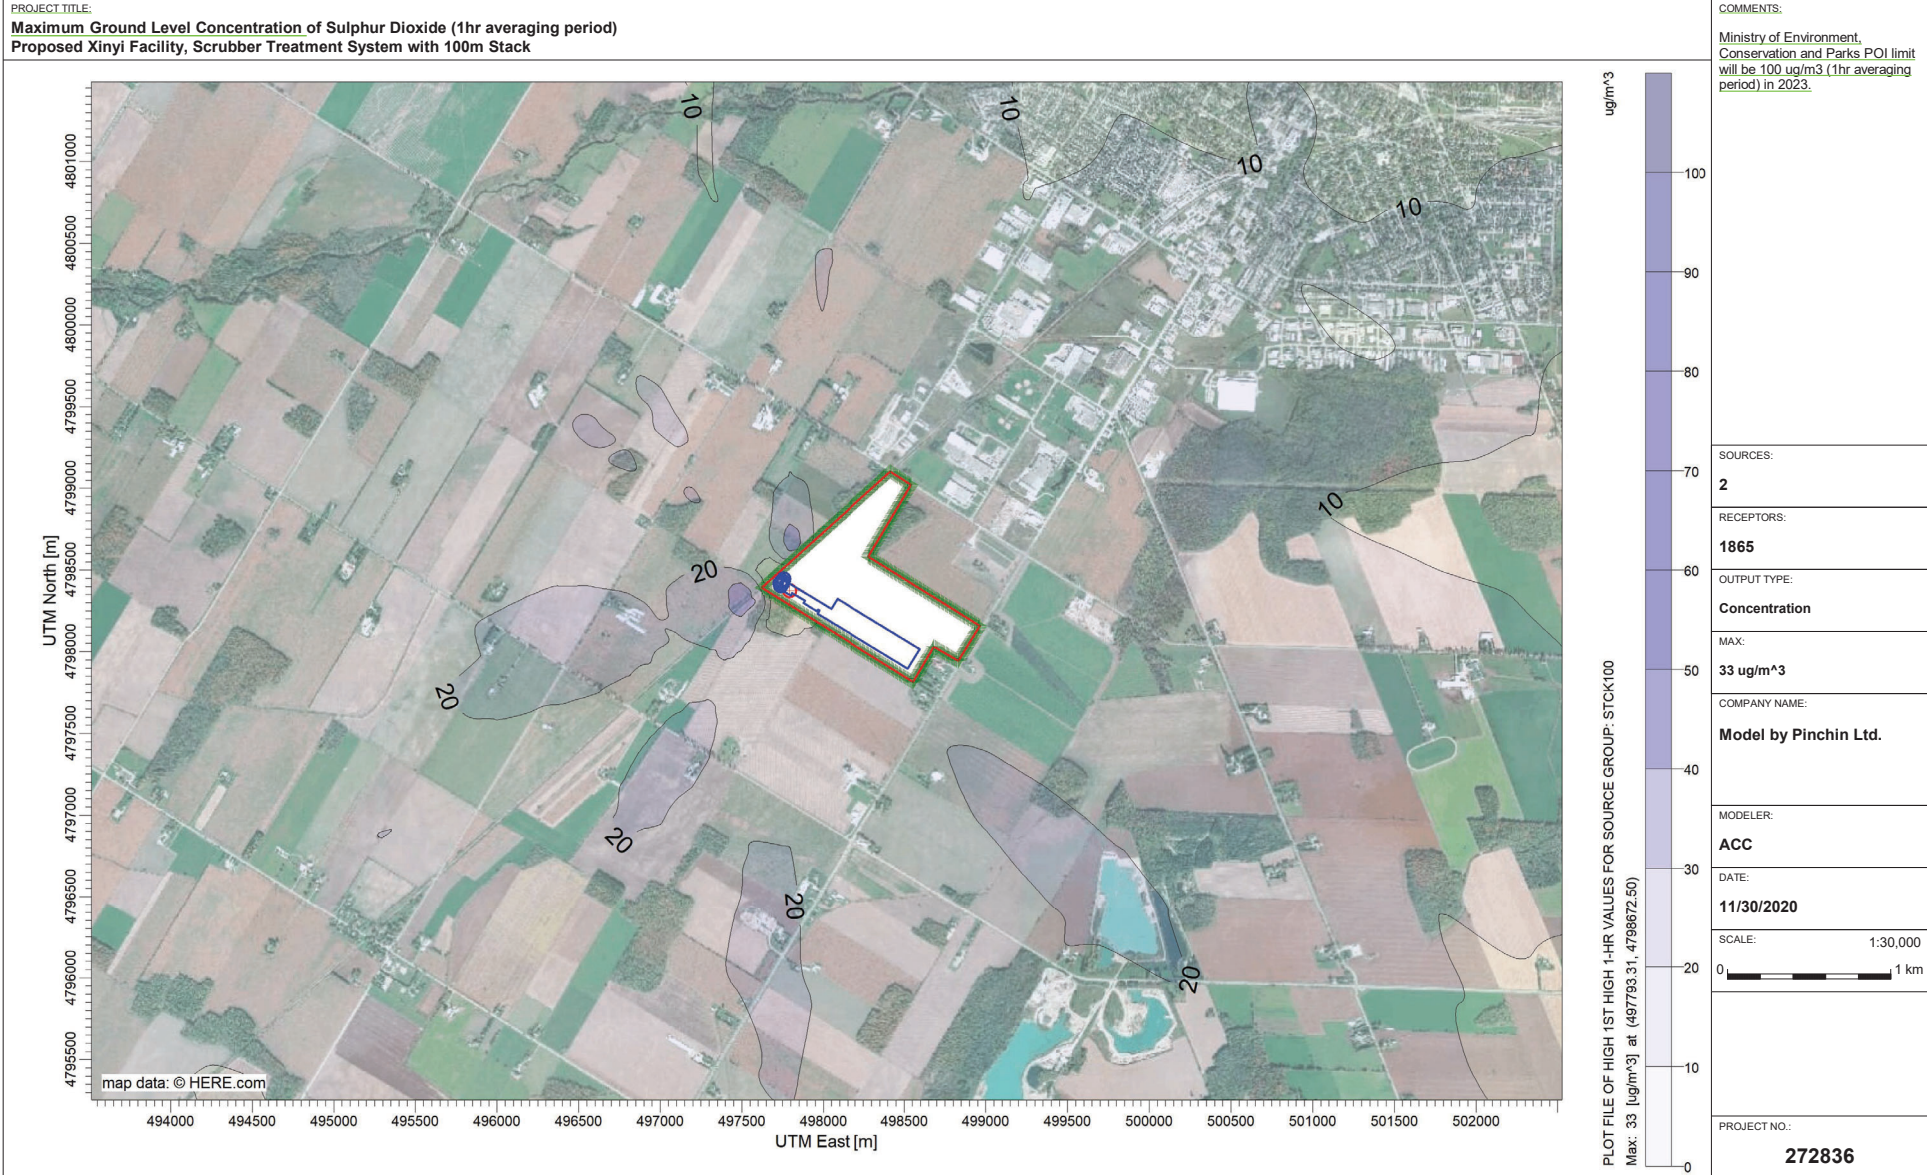 PROJECT TITLE:
Maximum Ground Level Concentration of Sulphur Dioxide (1hr averaging period)
Proposed Xinyi Facility, Scrubber Treatment System with 100m Stack
COMMENTS:
Ministry of Environment,
Conservation and Parks POI limit
will be 100 ug/m3 (1hr averaging
period) in 2023.
SOURCES:
2
RECEPTORS:
1865
OUTPUT TYPE:
Concentration
MAX:
33 ug/m^3
COMPANY NAME:
Model by Pinchin Ltd.
MODELER:
ACC
DATE:
11/30/2020
SCALE:
1:30,000
0
1 km
PROJECT NO.:
272836
UTM North [m]
4801000
4800500
4800000
4799500
4799000
4798500
4798000
4797500
4797000
4796500
4796000
4795500
10
10
10
10
10
20
20
20
20
20
map data: © HERE.com
494000 494500 495000 495500 496000 496500 497000 497500 498000 498500 499000 499500 500000 500500 501000 501500 502000
UTM East [m]
ug/m^3
100
90
80
70
60
50
40
30
20
10
0
PLOT FILE OF HIGH 1ST HIGH 1-HR VALUES FOR SOURCE GROUP: STCK100
Max: 33 [ug/m^3] at (497793.31, 4798672.50)